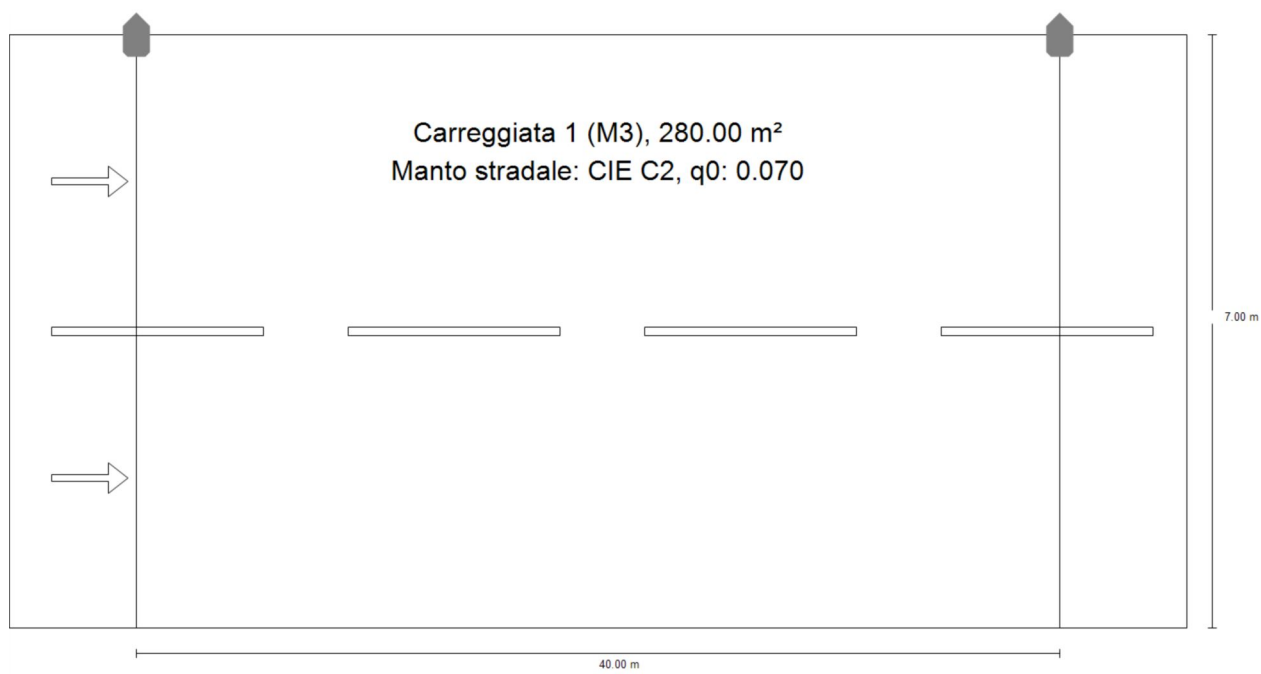 Carreggiata 1 (M3), 280.00 m²
Manto stradale: CIE C2, q0: 0.070
7.00 m
40.00 m